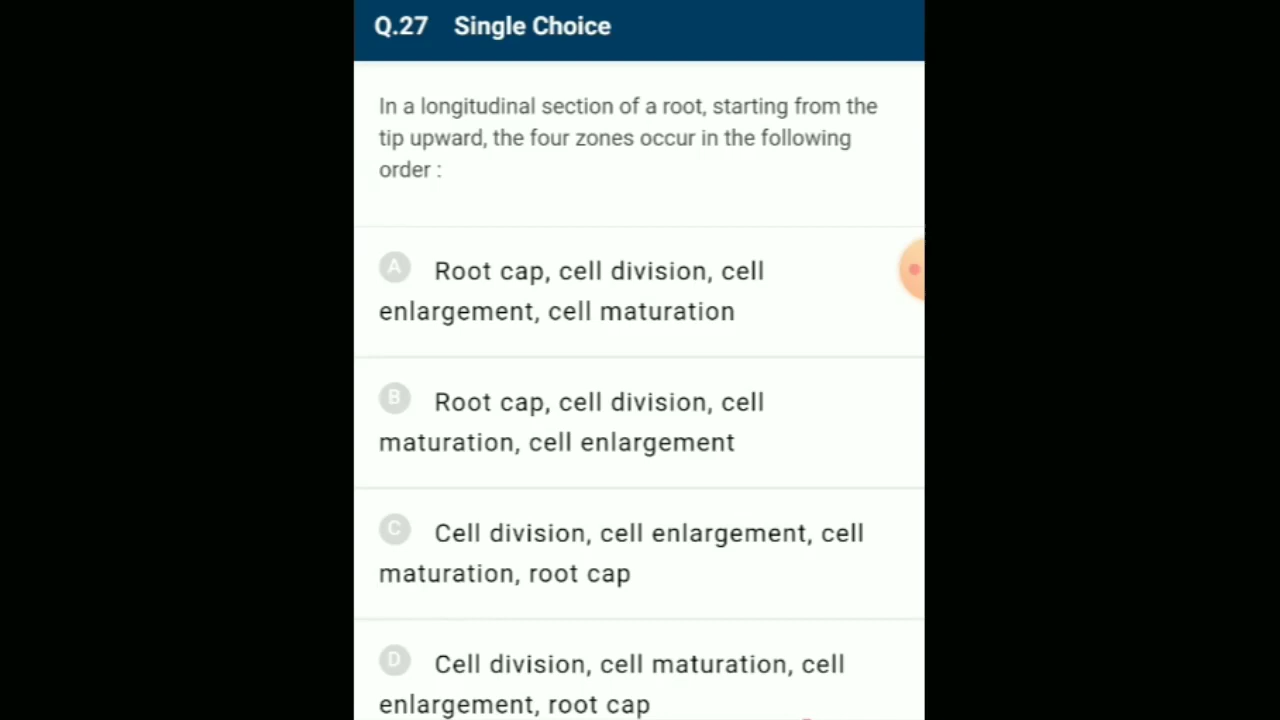 Q.27 Single Choice
In a longitudinal section of a root, starting from the
tip upward, the four zones occur in the following
order :
A Root cap, cell division, cell
enlargement, cell maturation
B Root cap, cell division, cell
maturation, cell enlargement
C Cell division, cell enlargement, cell
maturation, root cap
D Cell division, cell maturation, cell
enlargement, root cap